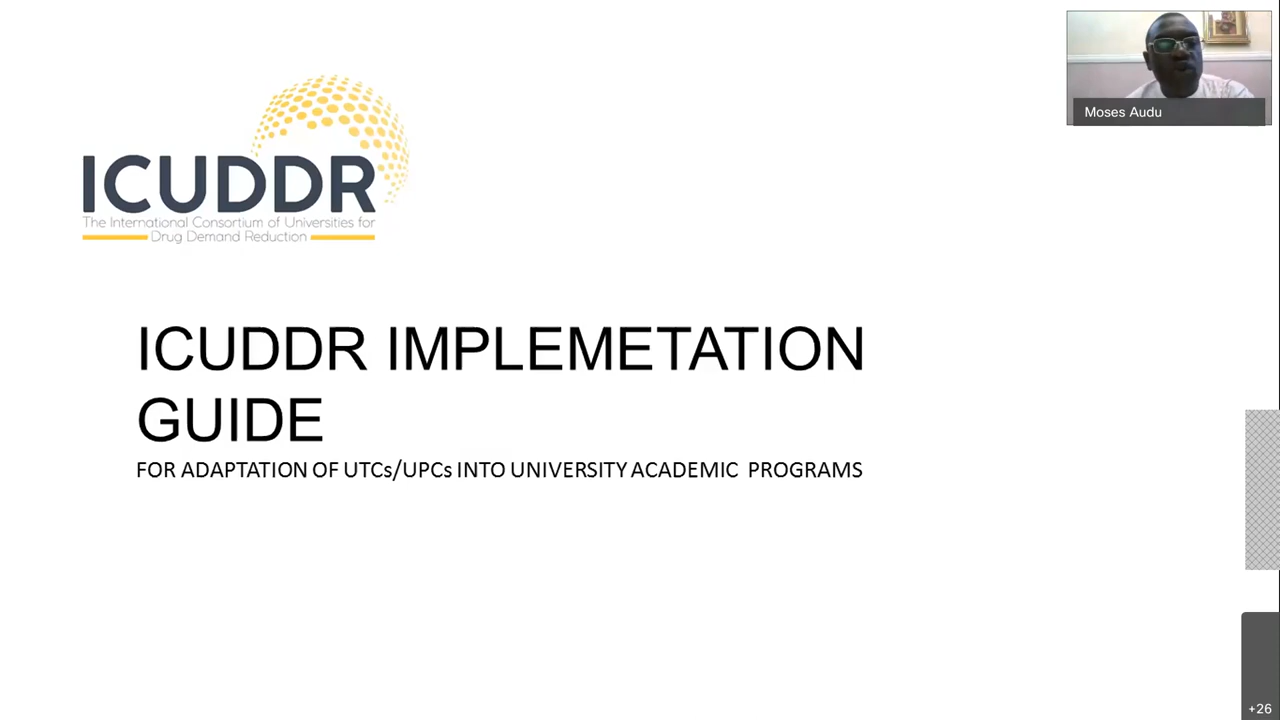 Moses Audu
ICUDDR
The International Consortium of Universities for
Drug Demand Reduction
ICUDDR IMPLEMETATION
GUIDE
FOR ADAPTATION OF UTCs/UPCs INTO UNIVERSITY ACADEMIC PROGRAMS
+26